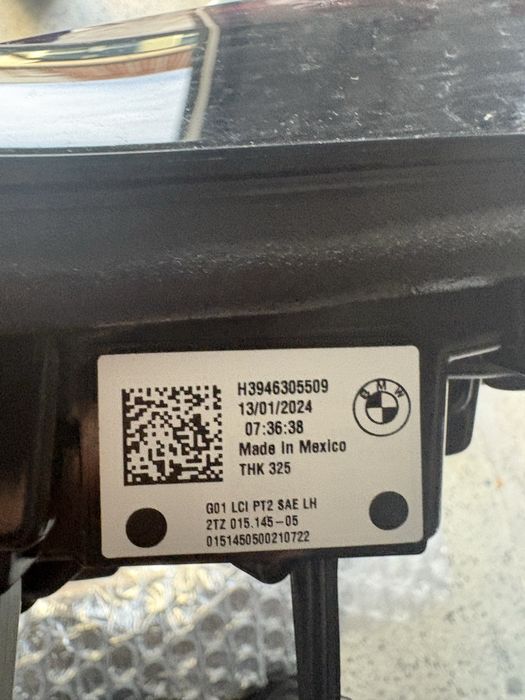 H3946305509
13/01/2024
07:36:38
Made in Mexico
THK 325
BMW
G01 LCI PT2 SAE LH
2TZ 015.145-05
0151450500210722